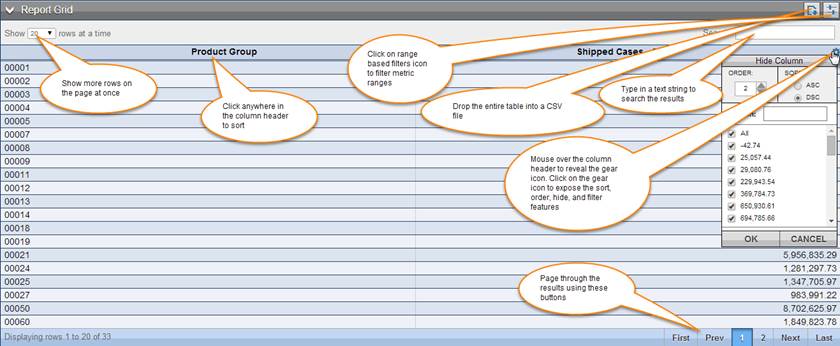 Report Grid
Show 20 rows at a time
Product Group
Shipped Cases
00001
00002
00003
00004
00005
00007
00008
00009
00011
00012
00013
00014
00018
00019
00021 5,956,835.29
00024 1,281,297.73
00025 1,347,705.97
00027 983,991.22
00050 8,702,625.97
00060 1,849,823.78
Show more rows on
the page at once
Click anywhere in
the column header
to sort
Click on range
based filters icon
to filter metric
ranges
Drop the entire table into a CSV
file
Type in a text string to
search the results
Mouse over the column
header to reveal the gear
icon. Click on the gear
icon to expose the sort,
order, hide, and filter
features
Page through the
results using these
buttons
Hide Column
ORDER:
2
ASC
DSC
All
-42.74
25,057.44
29,080.76
229,943.54
369,784.73
650,930.61
694,785.66
OK CANCEL
Displaying rows 1 to 20 of 33
First Prev 1 2 Next Last